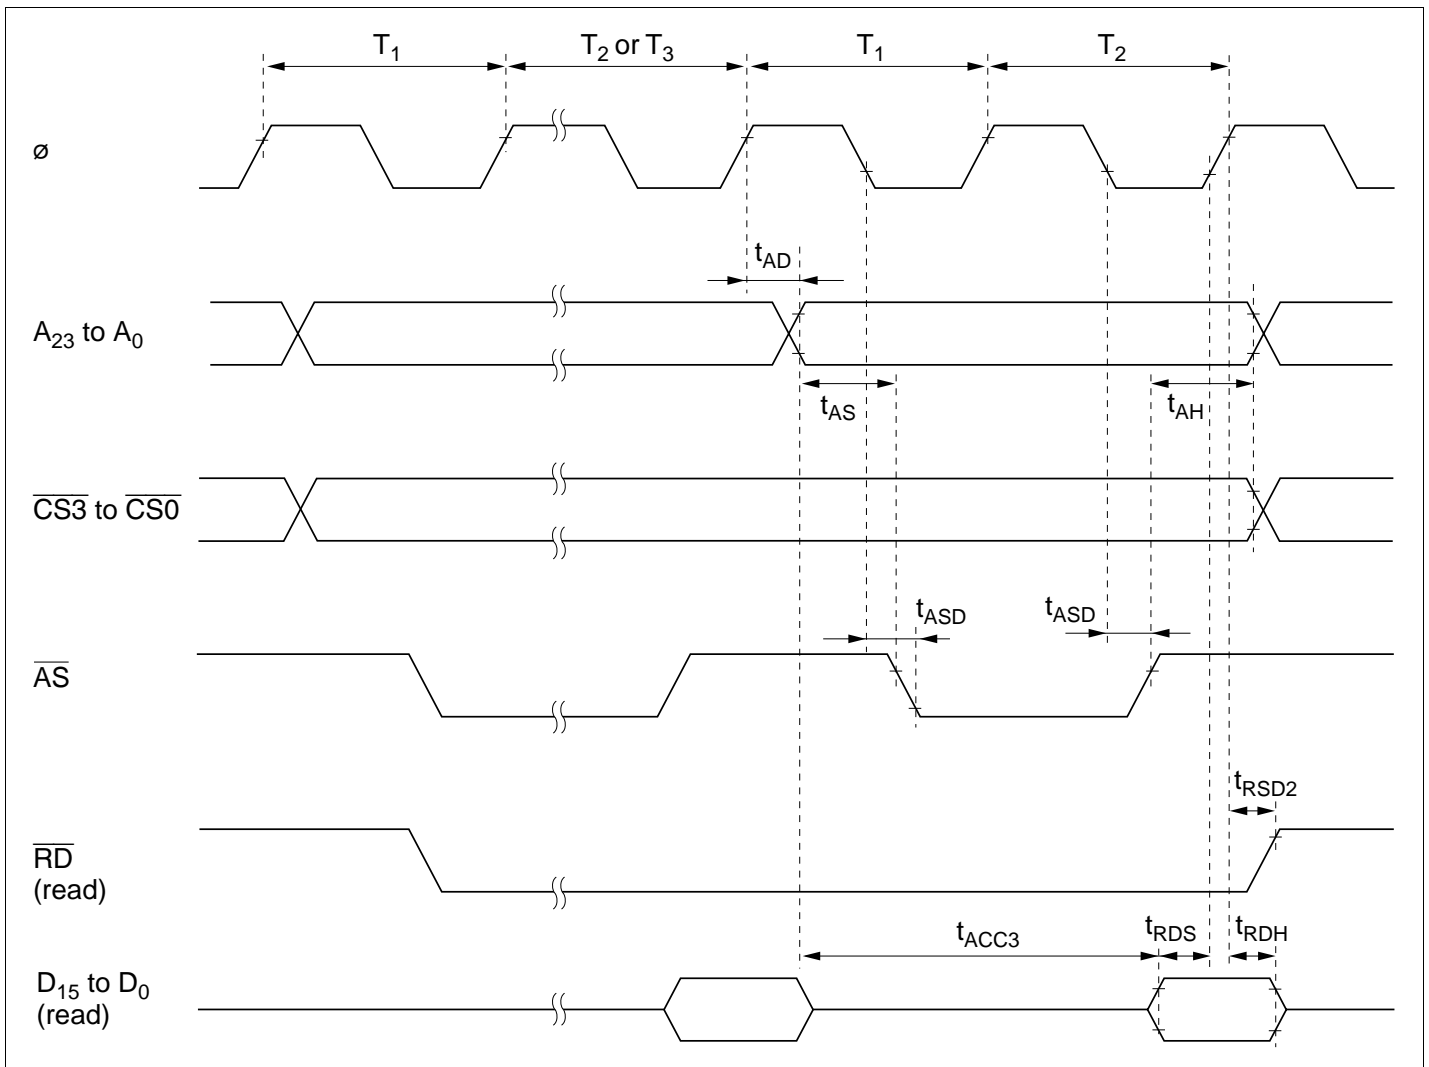 T1 T2 or T3 T1 T2
ø
tAD
A23 to A0
tAS tAH
CS3 to CS0
tASD tASD
AS
tRSD2
RD
(read)
tACC3 tRDS tRDH
D15 to D0
(read)